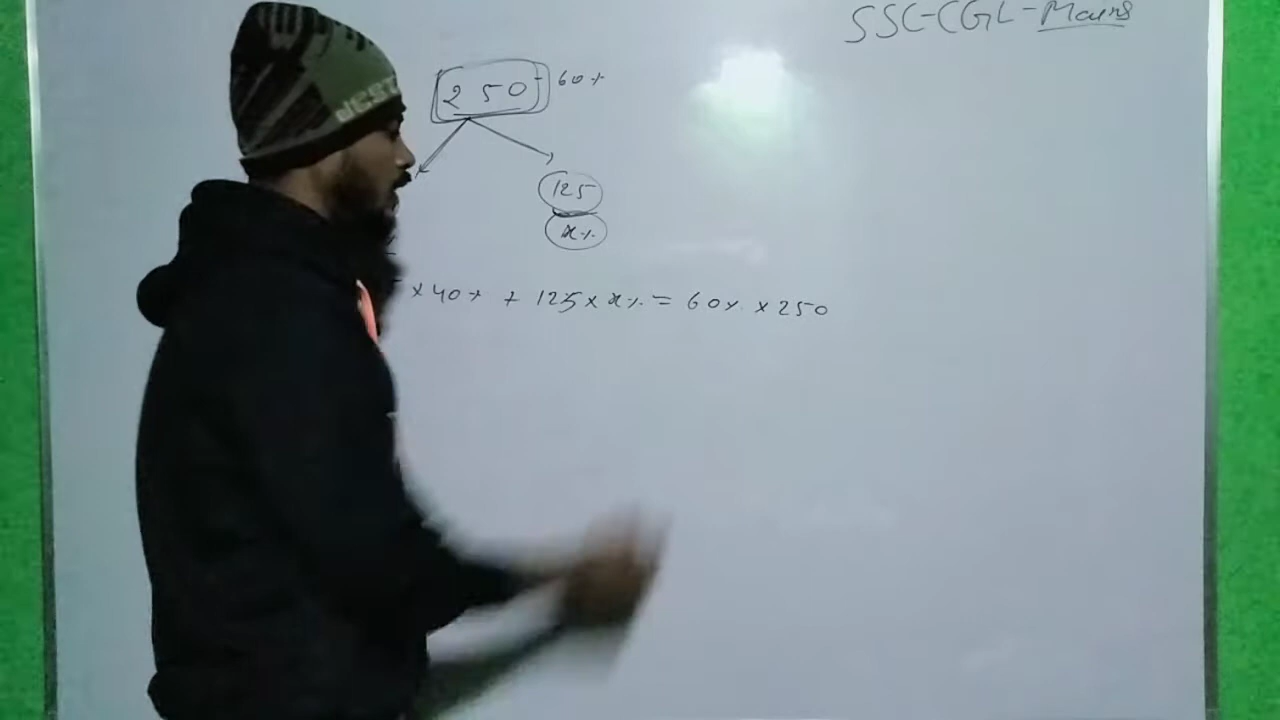 SSC-CGL-Mains
250 - 60%
125
x%
×40% + 125×x% = 60% ×250